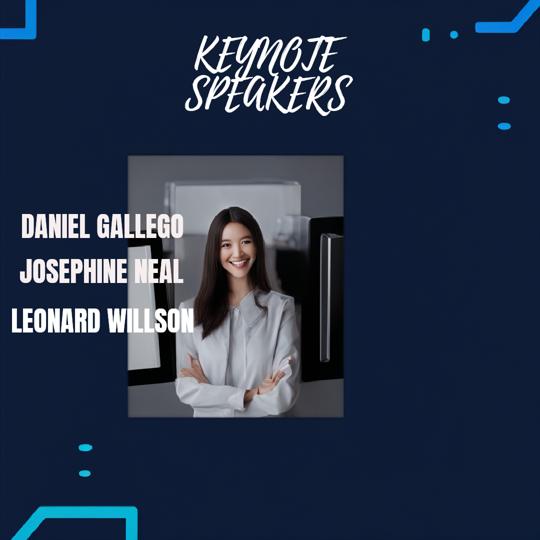 KEYNOTE
SPEAKERS
DANIEL GALLEGO
JOSEPHINE NEAL
LEONARD WILLSON